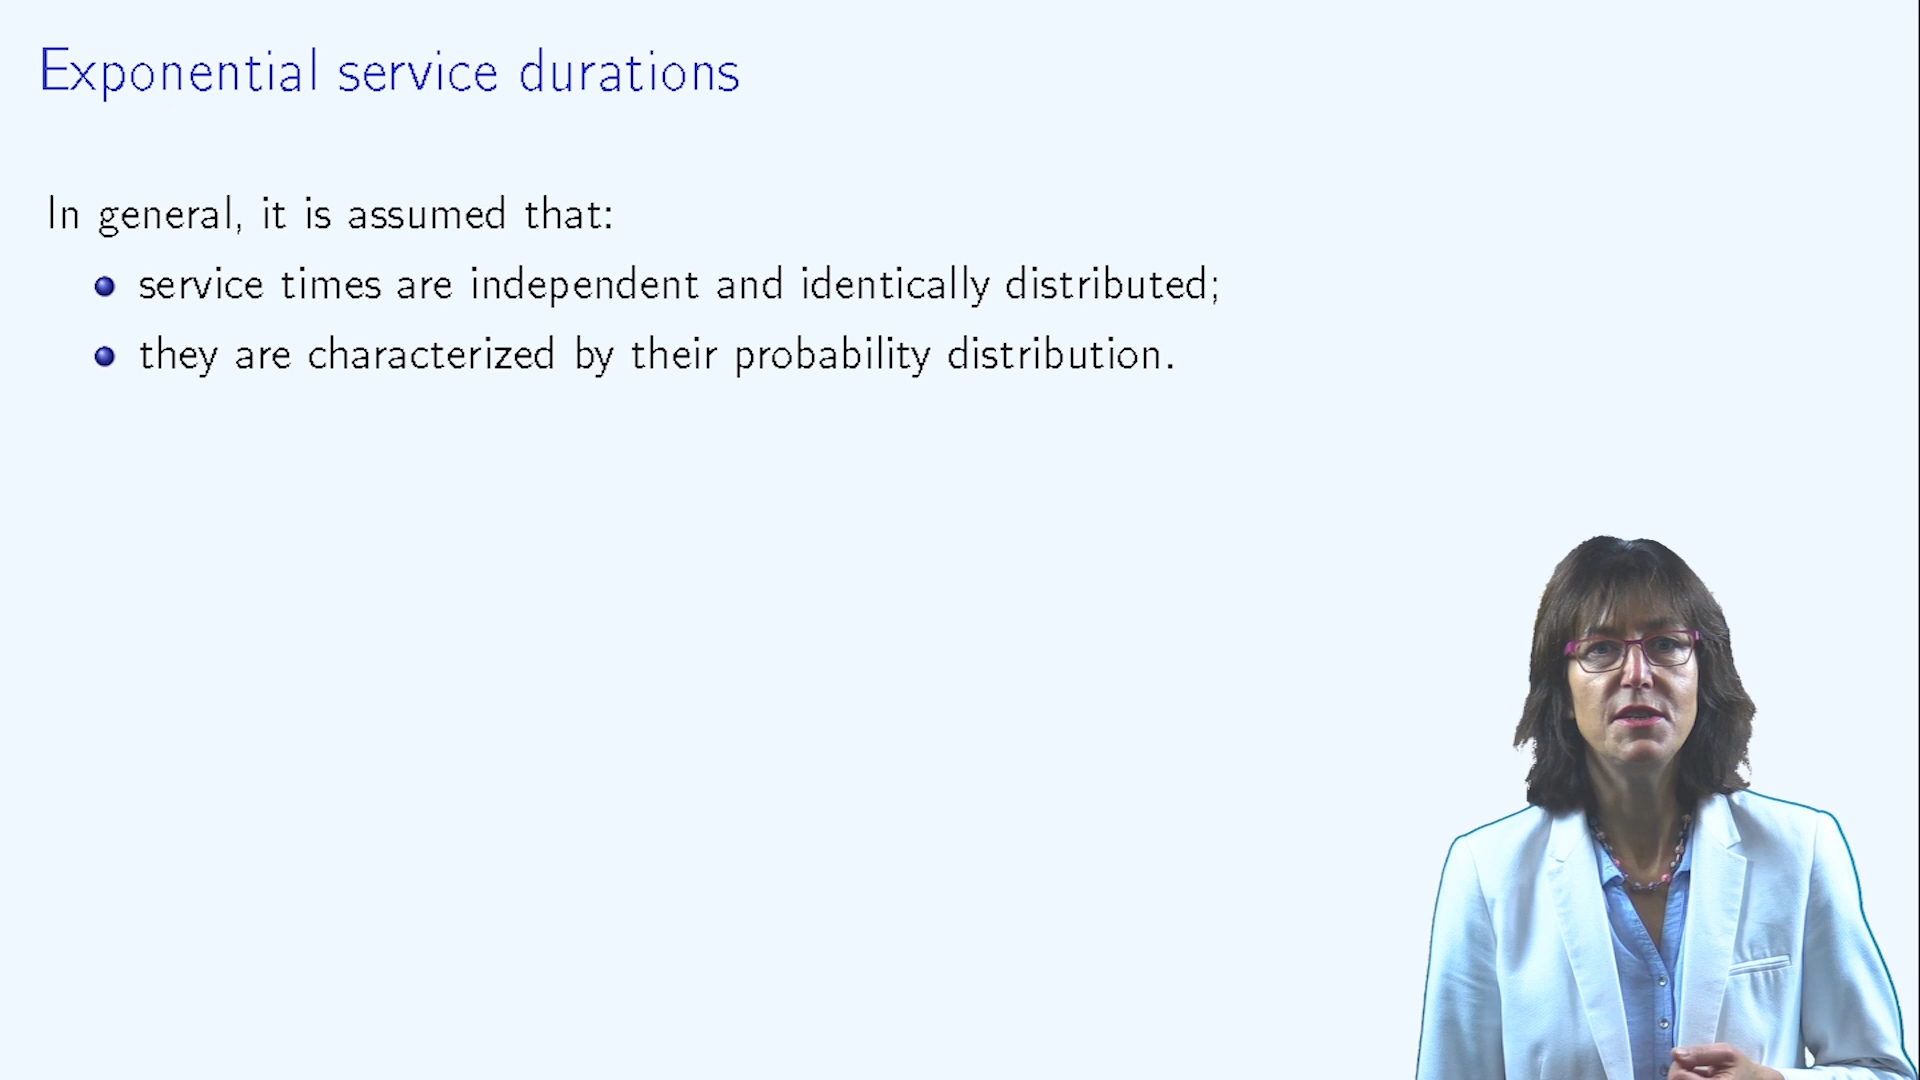 Exponential service durations
In general, it is assumed that:
service times are independent and identically distributed;
they are characterized by their probability distribution.